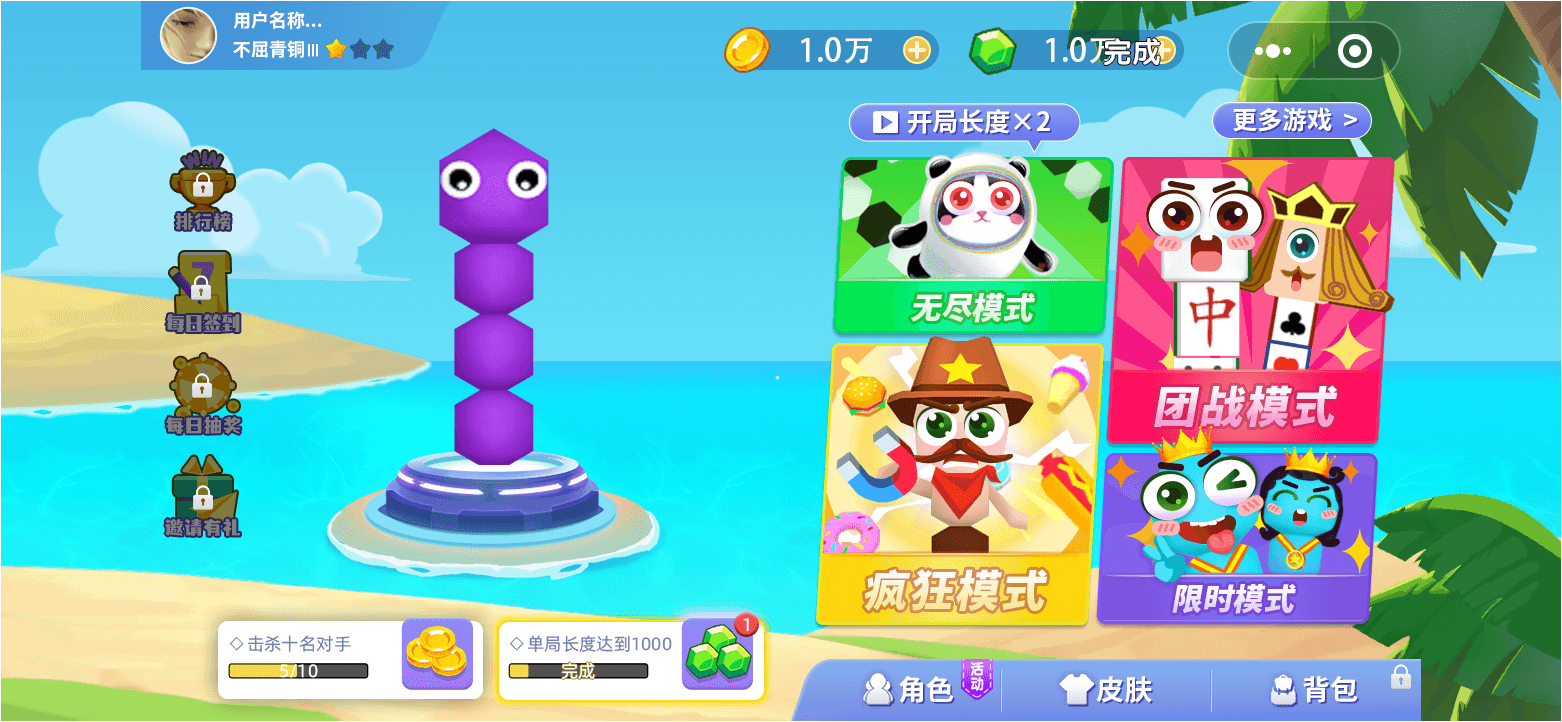 用户名称...
不屈青铜III
1.0万
1.0万
完成
开局长度×2
更多游戏 >
WIN
排行榜
7
每日签到
每日抽奖
邀请有礼
无尽模式
中
团战模式
疯狂模式
限时模式
◇击杀十名对手
5/10
◇单局长度达到1000
完成
1
角色
活动
皮肤
背包